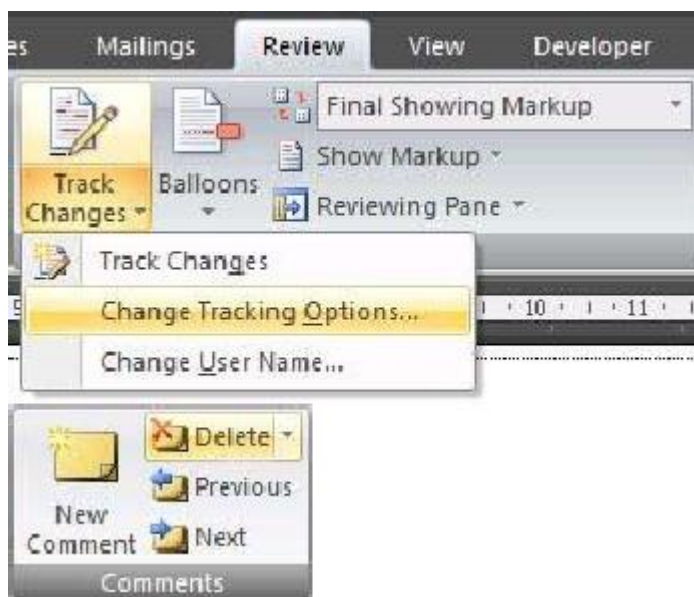 es Mailings Review View Developer
Final Showing Markup
Show Markup
Track Changes
Balloons
Reviewing Pane
Track Changes
Change Tracking Options...
10 1 11
Change User Name...
Delete
Previous
New Comment
Next
Comments